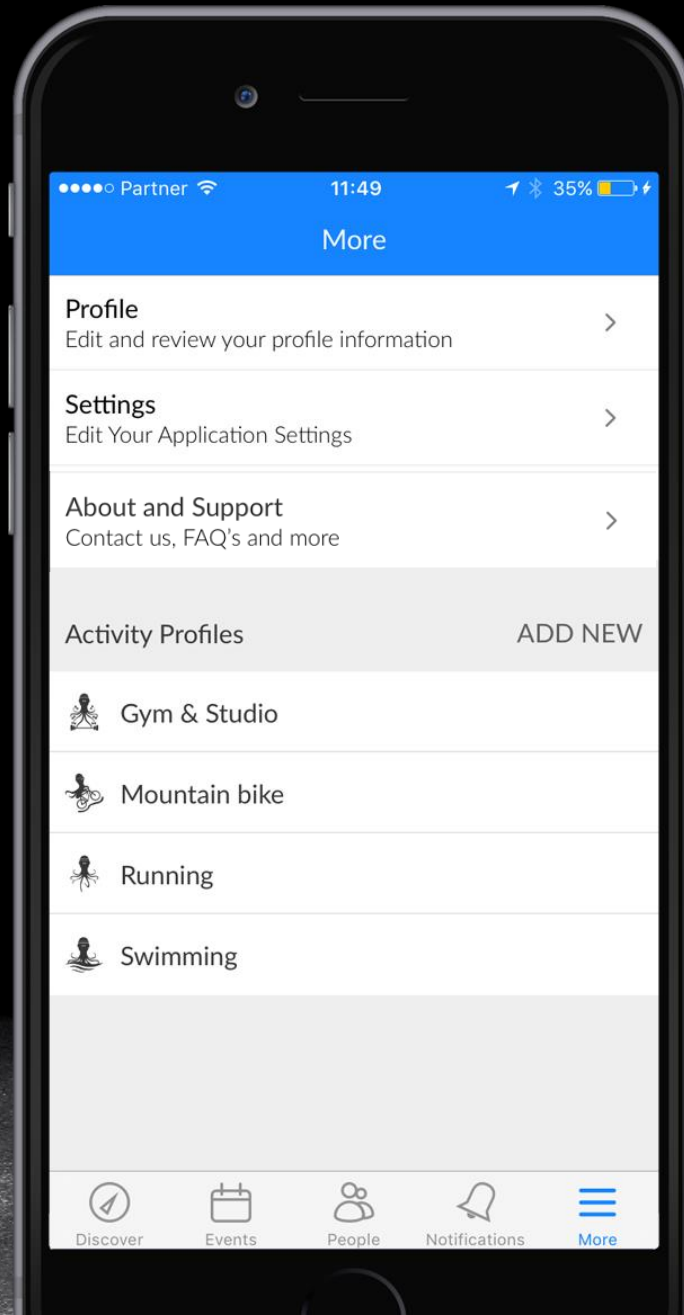 Partner 11:49 35%
More
Profile
Edit and review your profile information
Settings
Edit Your Application Settings
About and Support
Contact us, FAQ’s and more
Activity Profiles ADD NEW
Gym & Studio
Mountain bike
Running
Swimming
Discover Events People Notifications More